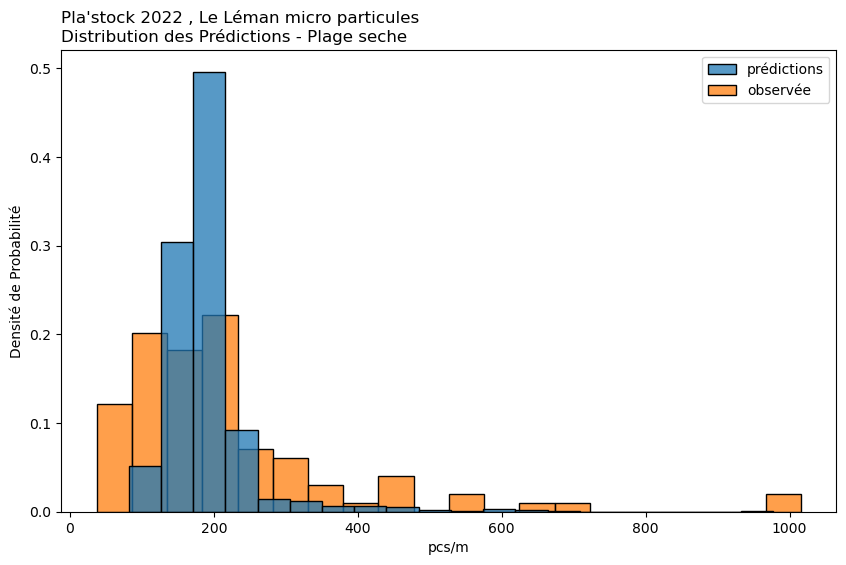 Pla'stock 2022 , Le Léman micro particules
Distribution des Prédictions - Plage seche
prédictions
observée
Densité de Probabilité
0.5
0.4
0.3
0.2
0.1
0.0
0
200
400
600
800
1000
pcs/m